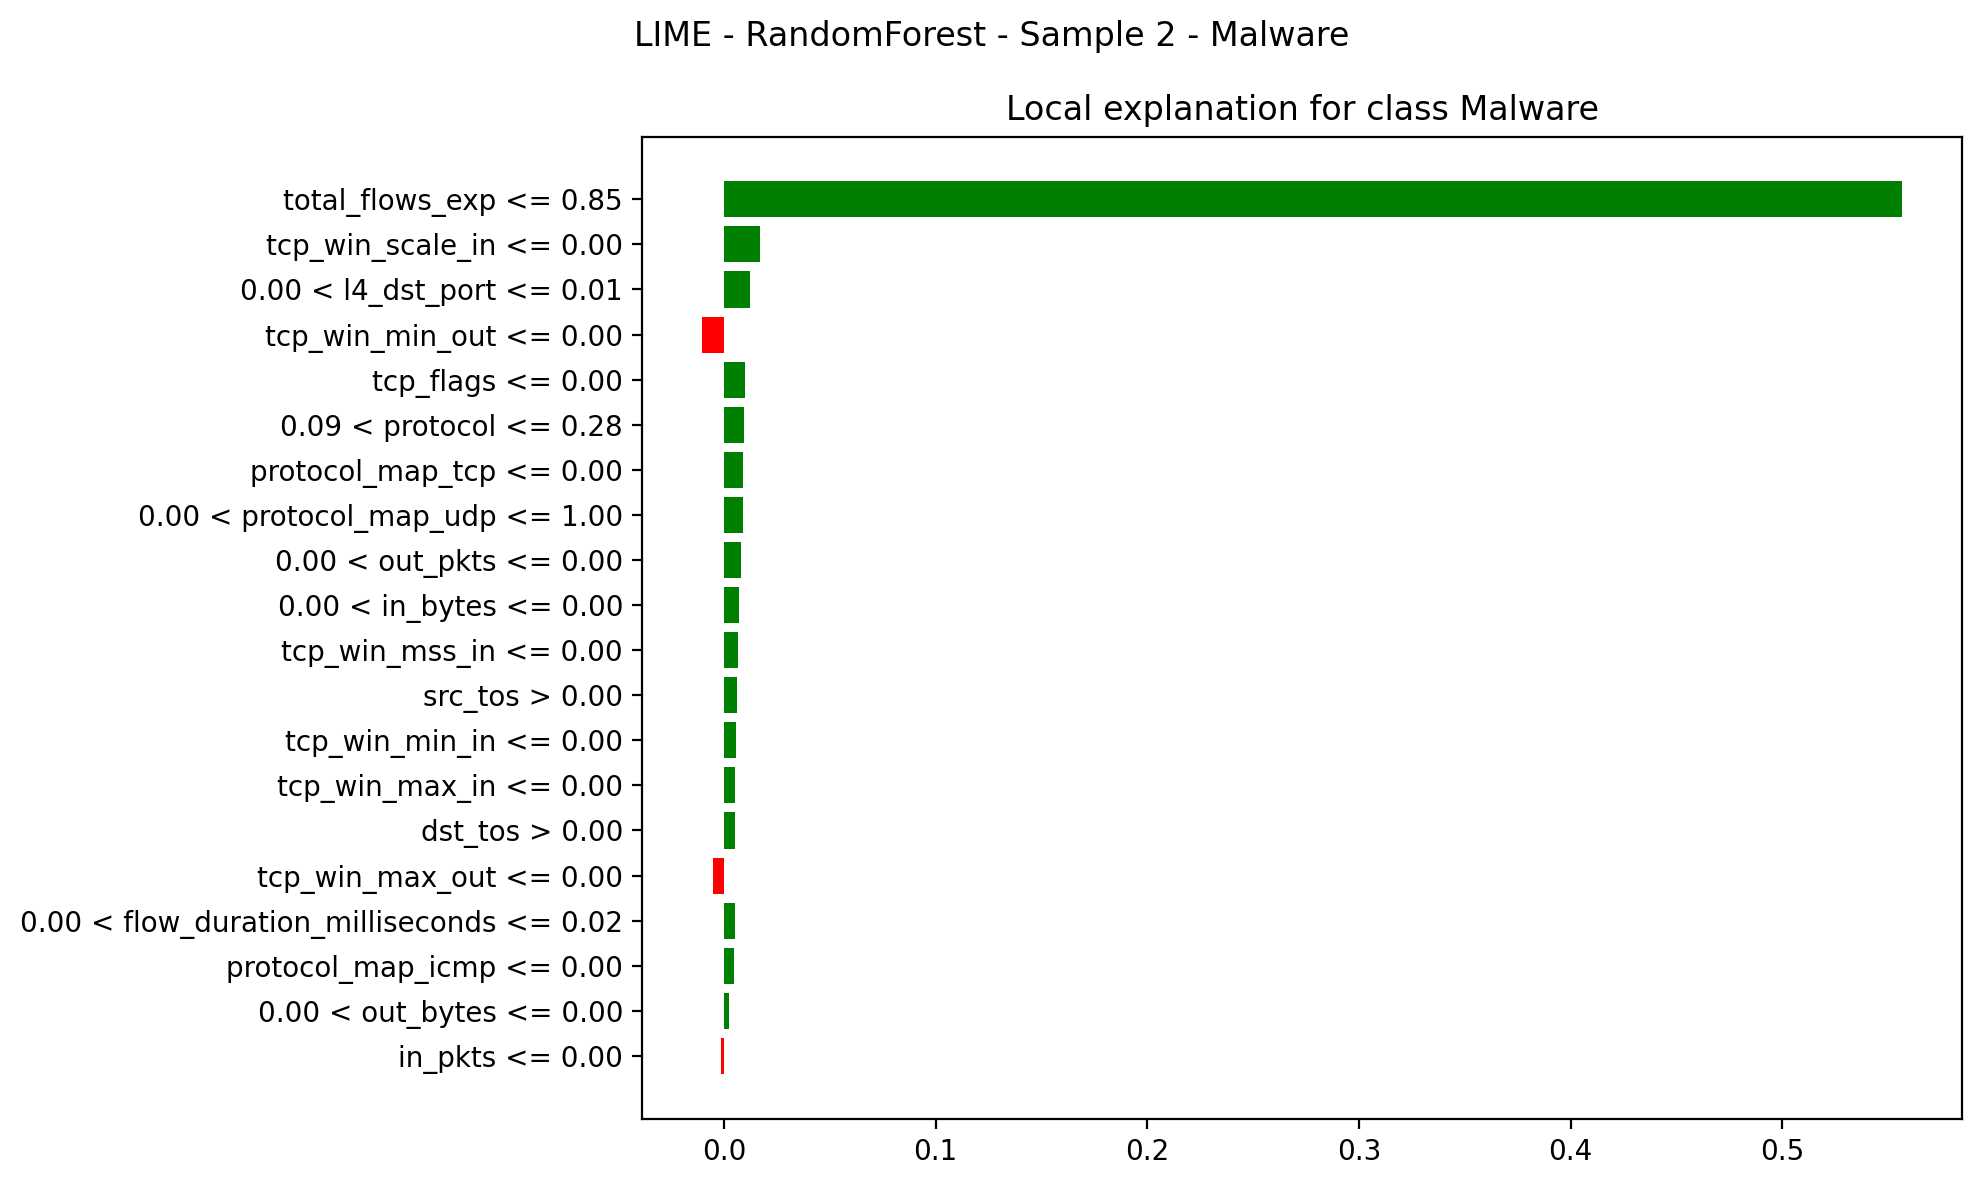 LIME - RandomForest - Sample 2 - Malware
Local explanation for class Malware
total_flows_exp <= 0.85
tcp_win_scale_in <= 0.00
0.00 < l4_dst_port <= 0.01
tcp_win_min_out <= 0.00
tcp_flags <= 0.00
0.09 < protocol <= 0.28
protocol_map_tcp <= 0.00
0.00 < protocol_map_udp <= 1.00
0.00 < out_pkts <= 0.00
0.00 < in_bytes <= 0.00
tcp_win_mss_in <= 0.00
src_tos > 0.00
tcp_win_min_in <= 0.00
tcp_win_max_in <= 0.00
dst_tos > 0.00
tcp_win_max_out <= 0.00
0.00 < flow_duration_milliseconds <= 0.02
protocol_map_icmp <= 0.00
0.00 < out_bytes <= 0.00
in_pkts <= 0.00
0.0 0.1 0.2 0.3 0.4 0.5